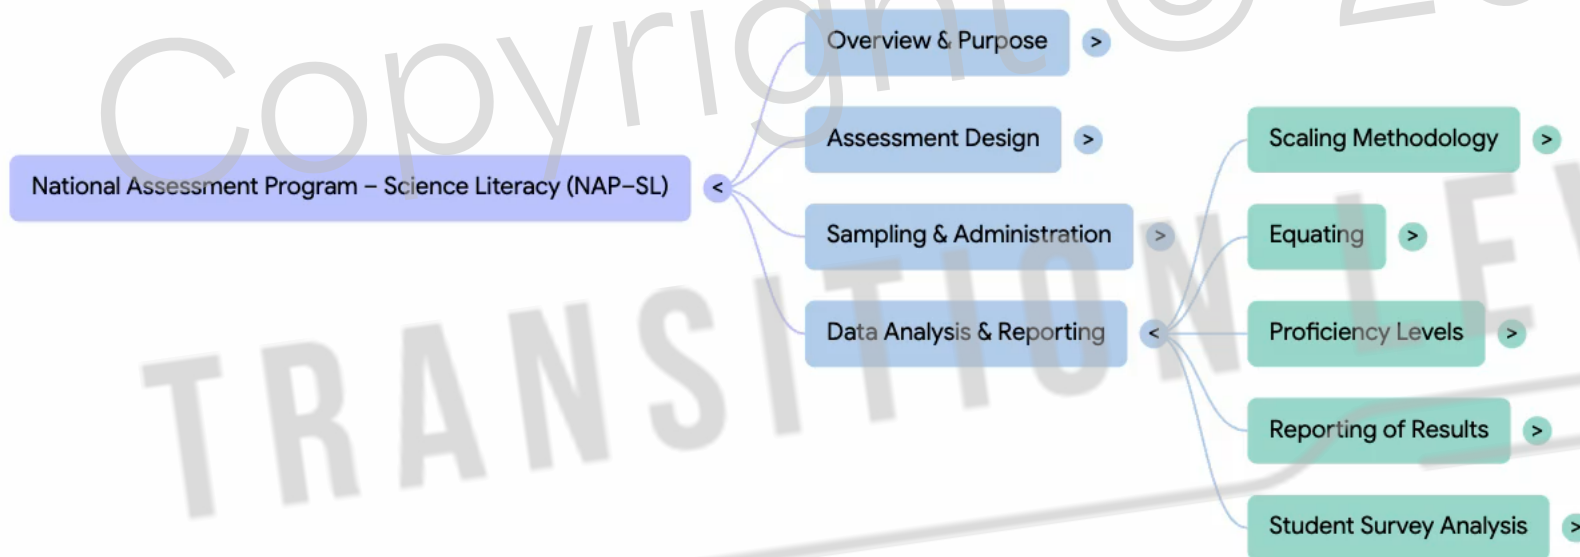 Copyright © 2
National Assessment Program – Science Literacy (NAP–SL)
<
Overview & Purpose
>
Assessment Design
>
Sampling & Administration
>
Data Analysis & Reporting
<
Scaling Methodology
>
Equating
>
Proficiency Levels
>
Reporting of Results
>
Student Survey Analysis
>
TRANSITION LE